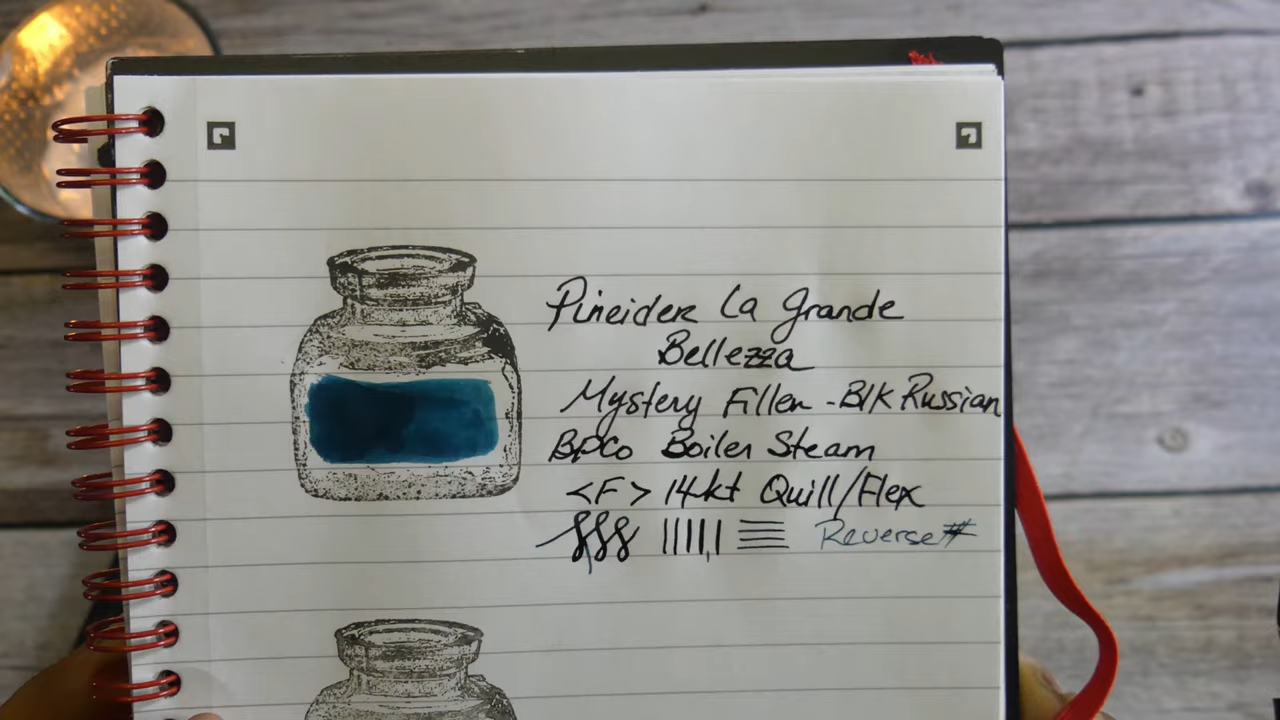 Pineider La Grande
Bellezza
Mystery Filler - Blk Russian
BPCo Boiler Steam
<F> 14kt Quill/Flex
Reverse